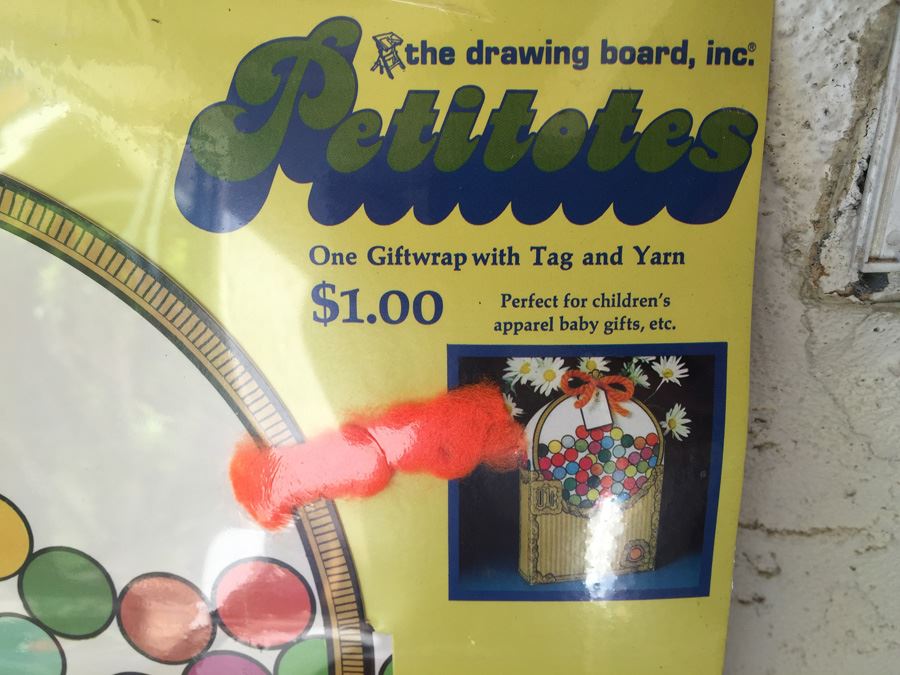 the drawing board, inc.®
Petitotes
One Giftwrap with Tag and Yarn
$1.00
Perfect for children's
apparel baby gifts, etc.
1¢